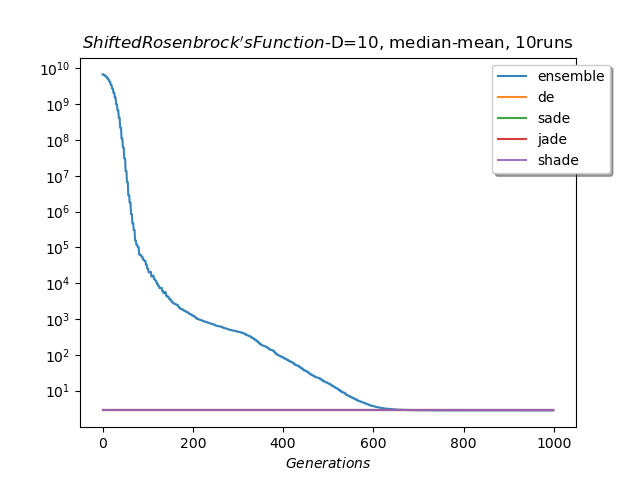 ShiftedRosenbrock'sFunction-D=10, median-mean, 10runs
10^10
10^9
10^8
10^7
10^6
10^5
10^4
10^3
10^2
10^1
ensemble
de
sade
jade
shade
0 200 400 600 800 1000
Generations